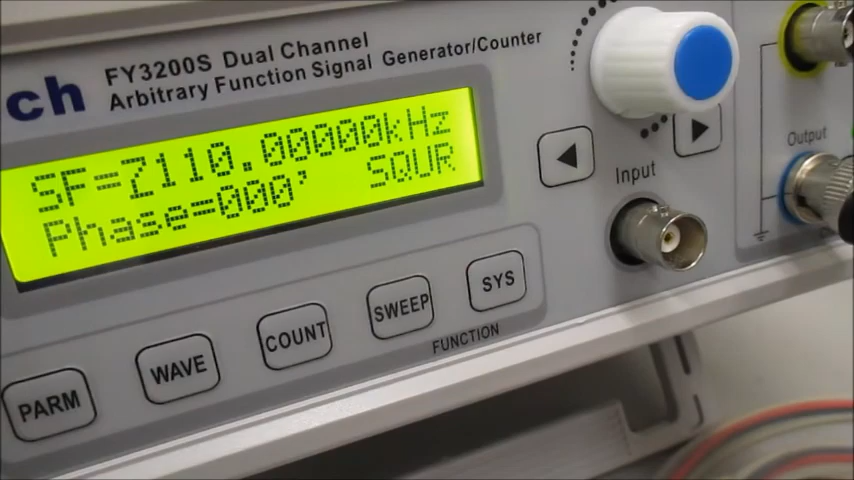 ch
FY3200S Dual Channel
Arbitrary Function Signal Generator/Counter
SF=7110.00000kHz
Phase=000' SQUR
Input
Output
PARM
WAVE
COUNT
SWEEP
SYS
FUNCTION